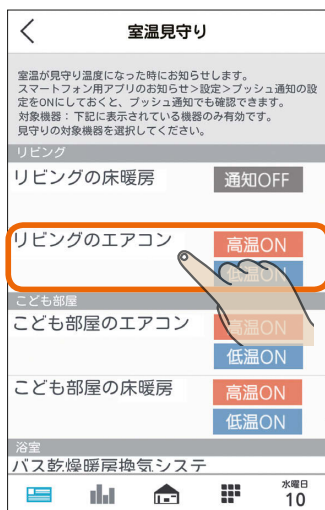 室温見守り
室温が見守り温度になった時にお知らせします。
スマートフォン用アプリのお知らせ＞設定＞プッシュ通知の設
定をONにしておくと、プッシュ通知でも確認できます。
対象機器：下記に表示されている機器のみ有効です。
見守りの対象機器を選択してください。
リビング
リビングの床暖房 通知OFF
リビングのエアコン 高温ON
低温ON
こども部屋
こども部屋のエアコン 高温ON
低温ON
こども部屋の床暖房 高温ON
低温ON
浴室
バス乾燥暖房換気システ
水曜日
10